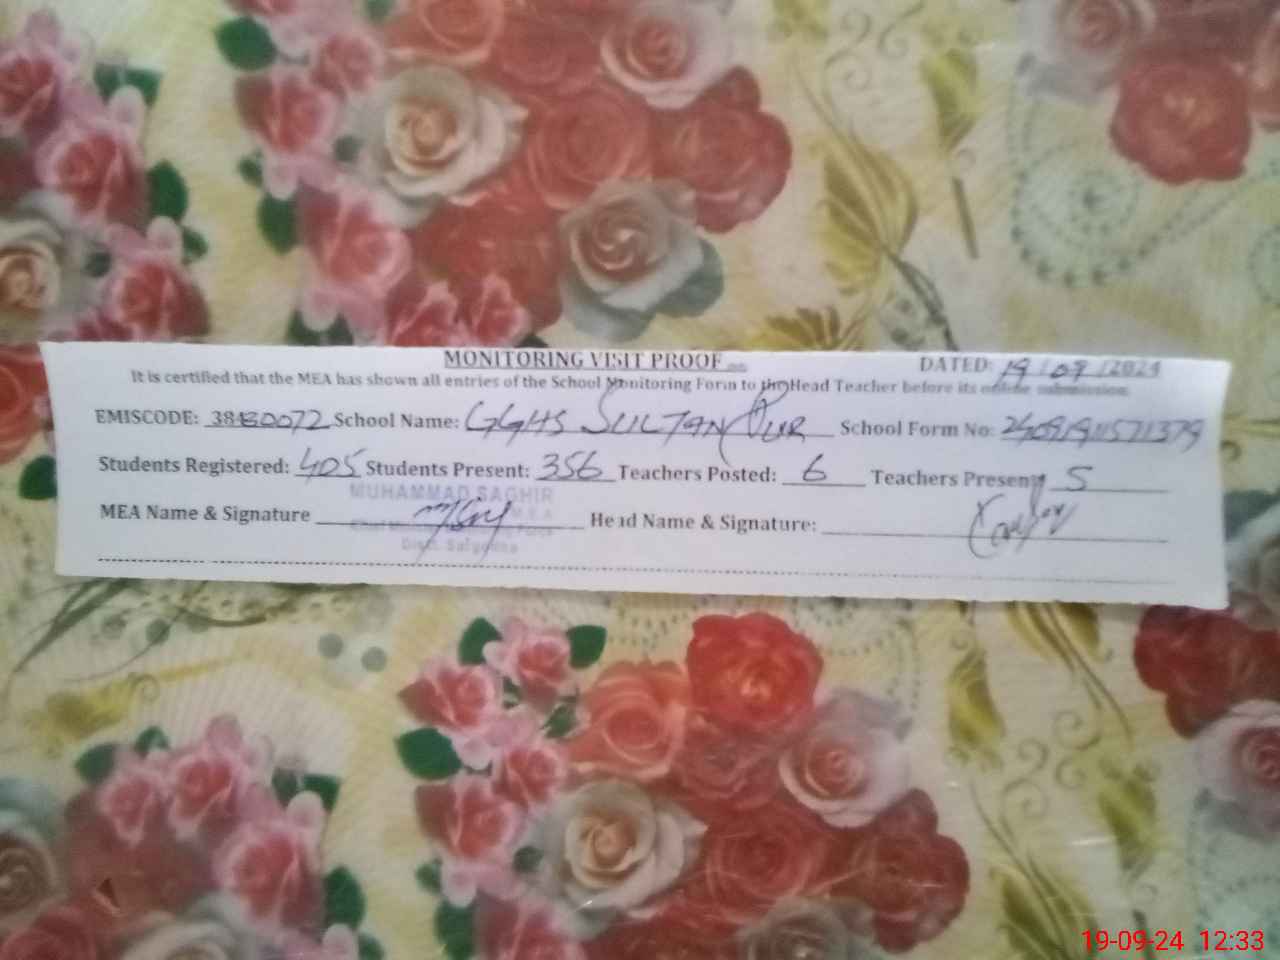 MONITORING VISIT PROOF
DATED: 19/09/2024
It is certified that the MEA has shown all entries of the School Monitoring Form to the Head Teacher before its online submission.
EMISCODE: 38430072 School Name: GGHS SULTAN PUR School Form No:
Students Registered: 405 Students Present: 356 Teachers Posted: 6 Teachers Present 5
MUHAMMAD SAGHIR
M.E.A
MEA Name & Signature Head Name & Signature:
Distt. Sargodha
19-09-24 12:33